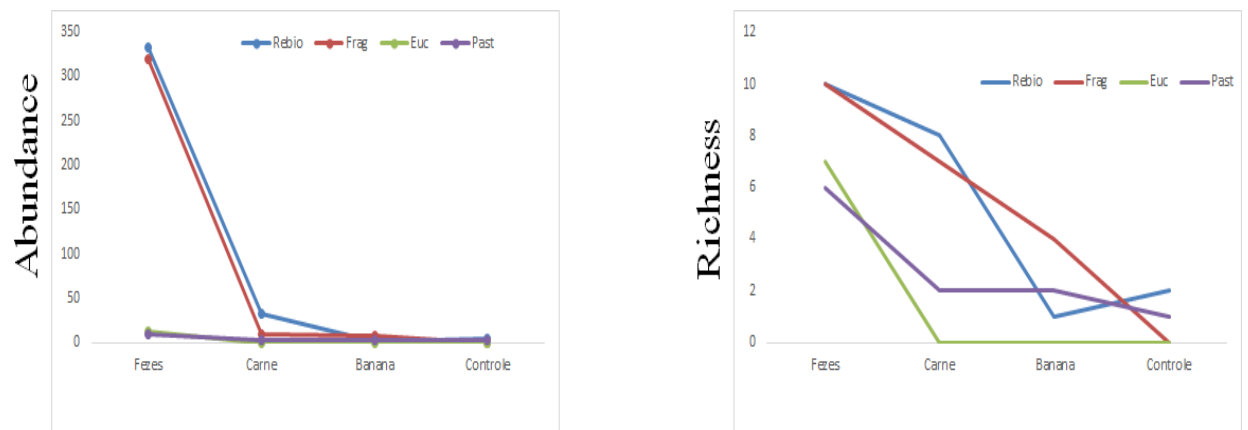 Abundance
350
300
250
200
150
100
50
0
Rebio Frag Euc Past
Fezes Carne Banana Controle
Richness
12
10
8
6
4
2
0
Rebio Frag Euc Past
Fezes Carne Banana Controle